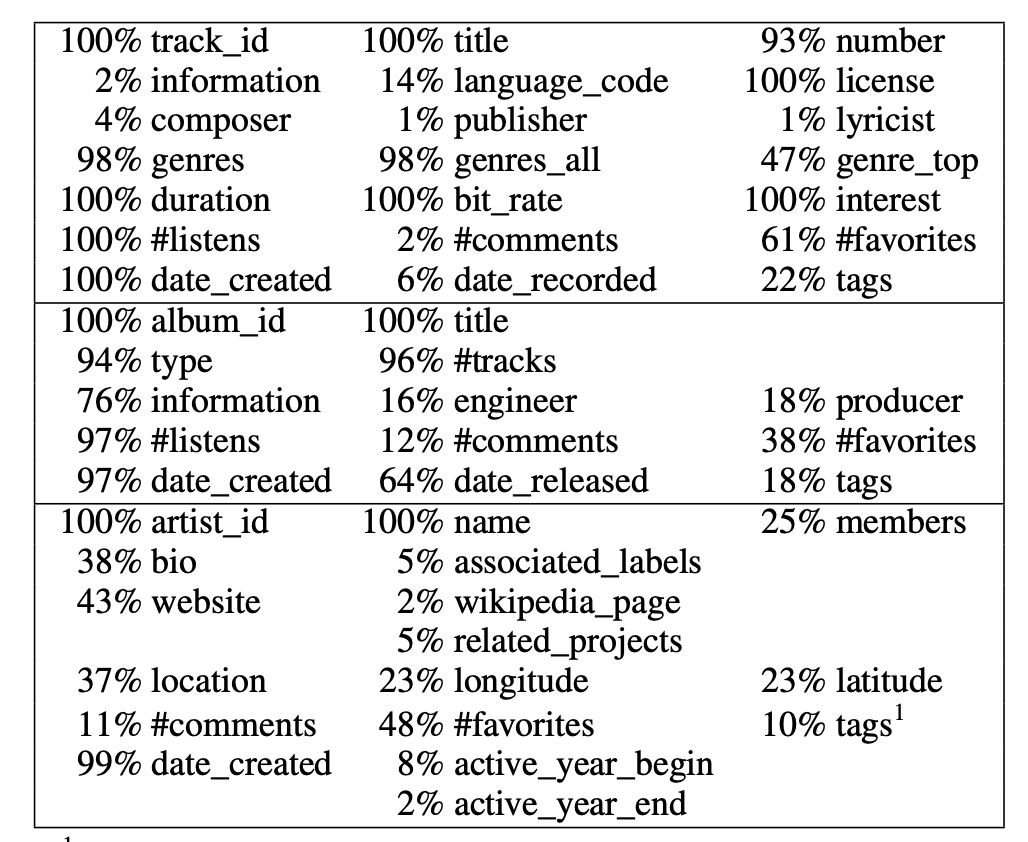 100% track_id 100% title 93% number
2% information 14% language_code 100% license
4% composer 1% publisher 1% lyricist
98% genres 98% genres_all 47% genre_top
100% duration 100% bit_rate 100% interest
100% #listens 2% #comments 61% #favorites
100% date_created 6% date_recorded 22% tags
100% album_id 100% title
94% type 96% #tracks
76% information 16% engineer 18% producer
97% #listens 12% #comments 38% #favorites
97% date_created 64% date_released 18% tags
100% artist_id 100% name 25% members
38% bio 5% associated_labels
43% website 2% wikipedia_page
5% related_projects
37% location 23% longitude 23% latitude
11% #comments 48% #favorites 10% tags¹
99% date_created 8% active_year_begin
2% active_year_end